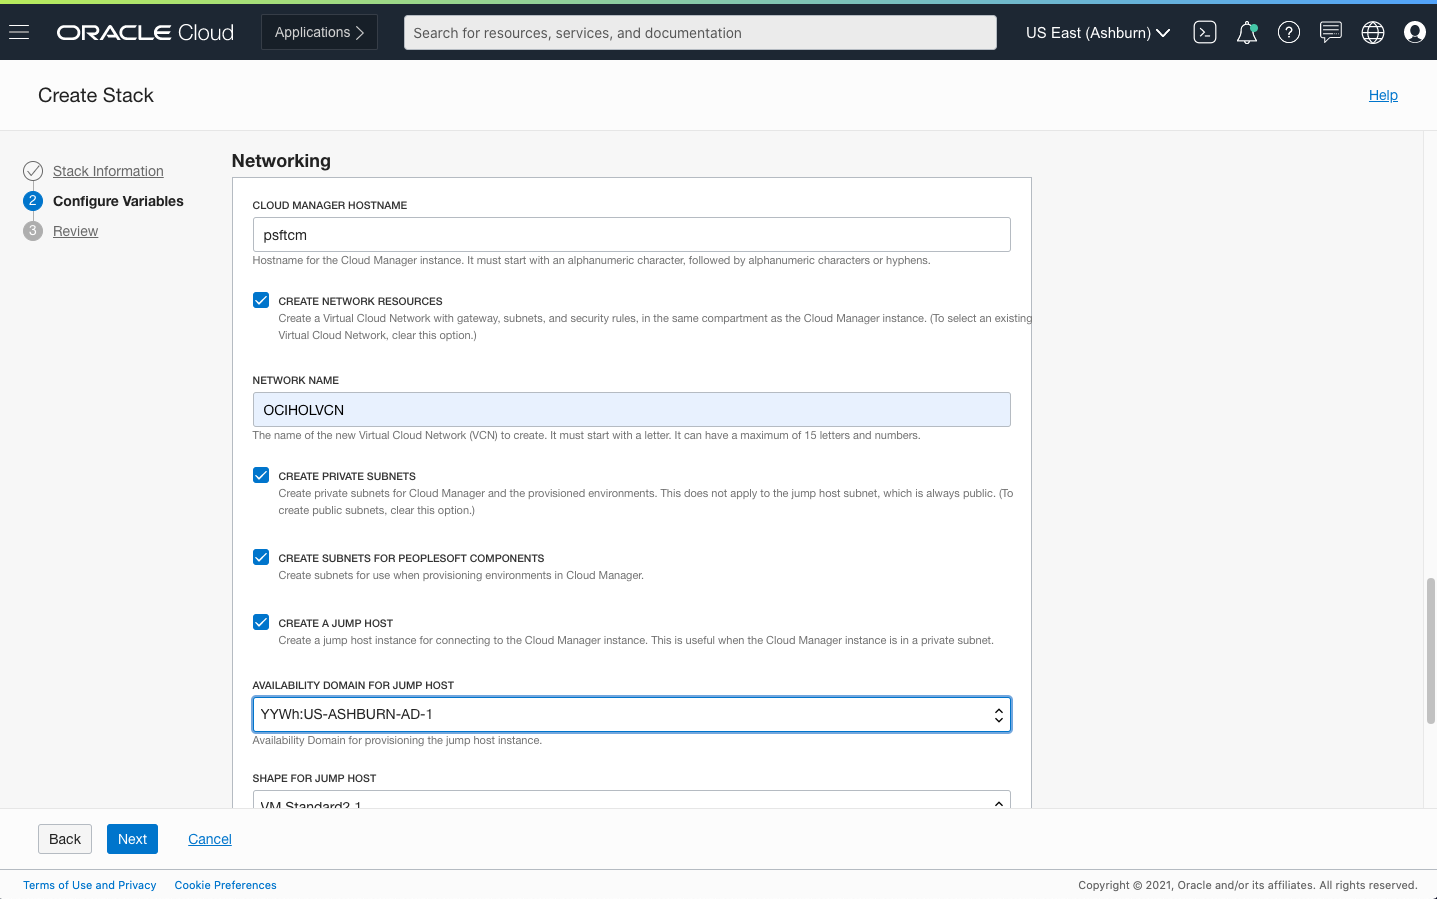 ORACLE Cloud
Applications
Search for resources, services, and documentation
US East (Ashburn)
Create Stack
Help
Stack Information
2 Configure Variables
3 Review
Networking
CLOUD MANAGER HOSTNAME
psftcm
Hostname for the Cloud Manager instance. It must start with an alphanumeric character, followed by alphanumeric characters or hyphens.
CREATE NETWORK RESOURCES
Create a Virtual Cloud Network with gateway, subnets, and security rules, in the same compartment as the Cloud Manager instance. (To select an existing
Virtual Cloud Network, clear this option.)
NETWORK NAME
OCIHOLVCN
The name of the new Virtual Cloud Network (VCN) to create. It must start with a letter. It can have a maximum of 15 letters and numbers.
CREATE PRIVATE SUBNETS
Create private subnets for Cloud Manager and the provisioned environments. This does not apply to the jump host subnet, which is always public. (To
create public subnets, clear this option.)
CREATE SUBNETS FOR PEOPLESOFT COMPONENTS
Create subnets for use when provisioning environments in Cloud Manager.
CREATE A JUMP HOST
Create a jump host instance for connecting to the Cloud Manager instance. This is useful when the Cloud Manager instance is in a private subnet.
AVAILABILITY DOMAIN FOR JUMP HOST
YYWh:US-ASHBURN-AD-1
Availability Domain for provisioning the jump host instance.
SHAPE FOR JUMP HOST
VM.Standard2.1
Back
Next
Cancel
Terms of Use and Privacy
Cookie Preferences
Copyright © 2021, Oracle and/or its affiliates. All rights reserved.